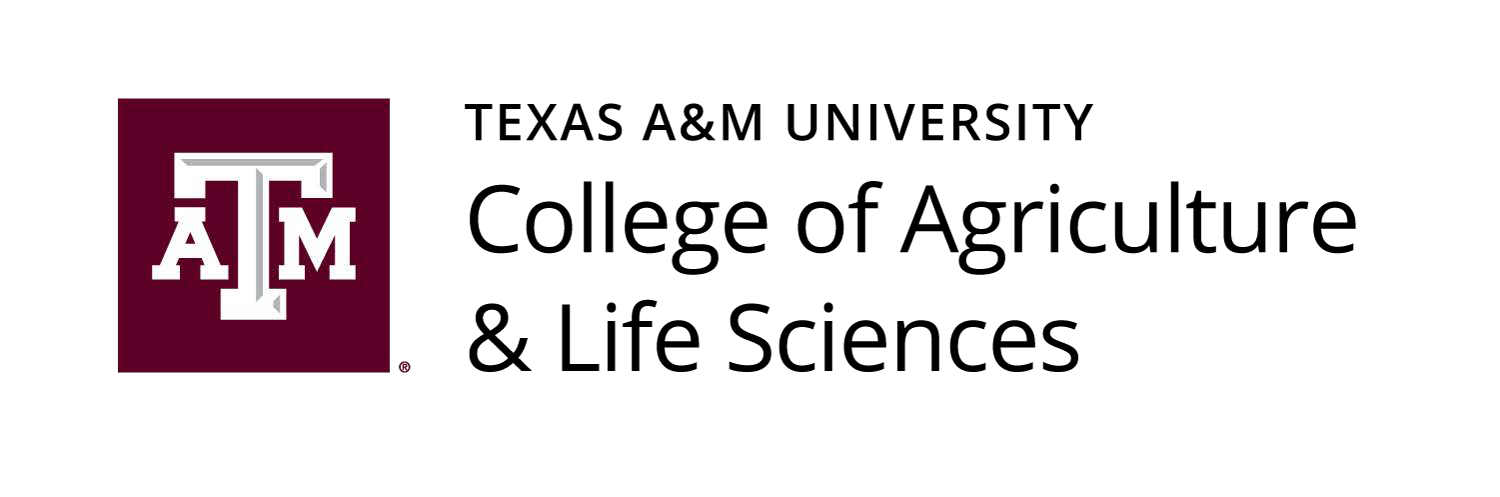 ATM
®
TEXAS A&M UNIVERSITY
College of Agriculture
& Life Sciences